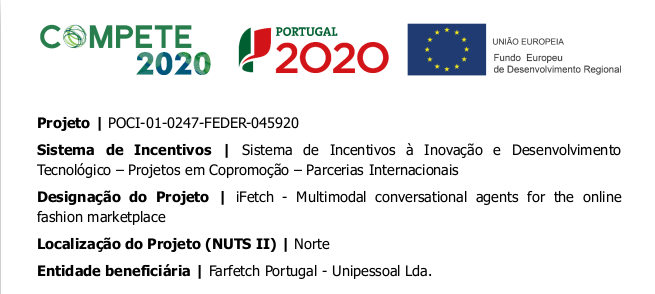 COMPETE
2020
PORTUGAL
2020
UNIÃO EUROPEIA
Fundo Europeu
de Desenvolvimento Regional
Projeto | POCI-01-0247-FEDER-045920
Sistema de Incentivos | Sistema de Incentivos à Inovação e Desenvolvimento
Tecnológico – Projetos em Copromoção – Parcerias Internacionais
Designação do Projeto | iFetch - Multimodal conversational agents for the online
fashion marketplace
Localização do Projeto (NUTS II) | Norte
Entidade beneficiária | Farfetch Portugal - Unipessoal Lda.